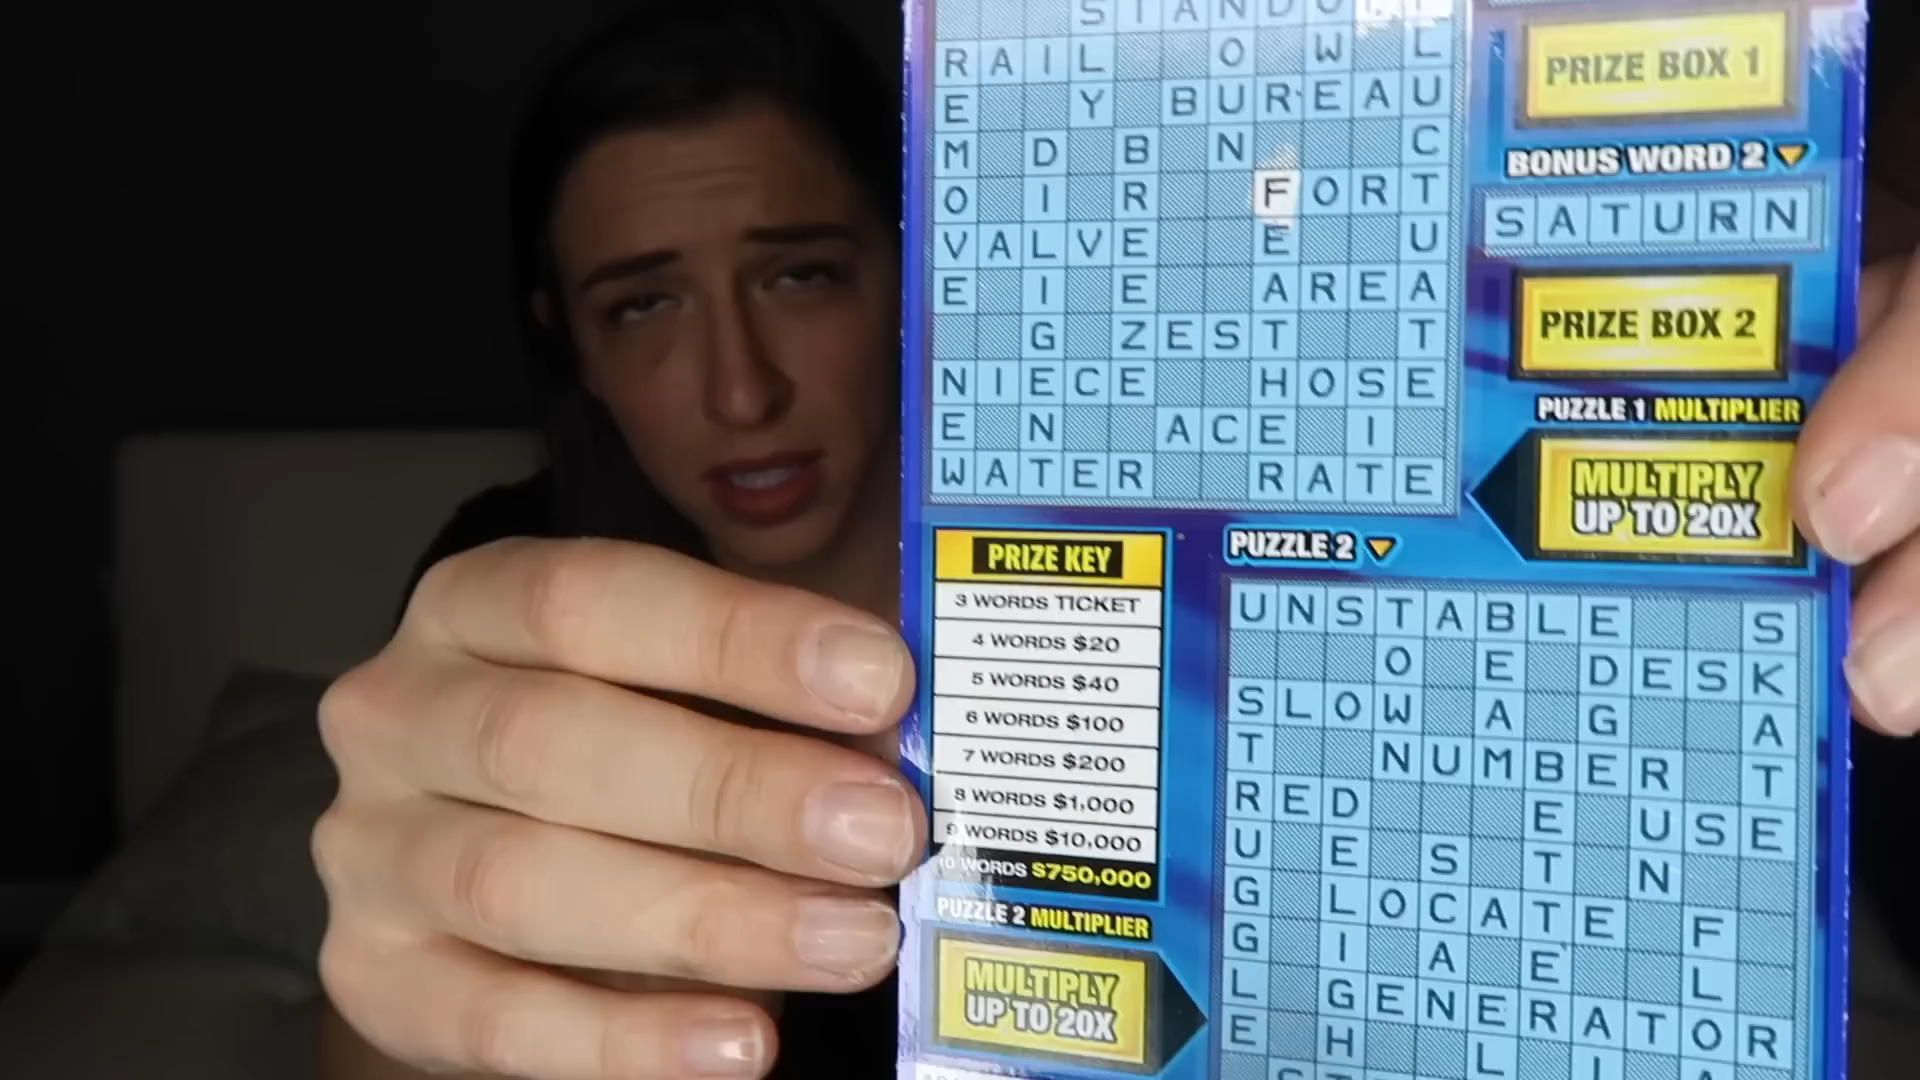 STANDO
RAIL O W L
E Y BUREAU
M D B N C
O I R FORT
VALVE E U
E I E AREA
G ZEST T
NIECE HOSE
E N ACE I
WATER RATE
PRIZE BOX 1
BONUS WORD 2
SATURN
PRIZE BOX 2
PUZZLE 1 MULTIPLIER
MULTIPLY
UP TO 20X
PRIZE KEY
3 WORDS TICKET
4 WORDS $20
5 WORDS $40
6 WORDS $100
7 WORDS $200
8 WORDS $1,000
9 WORDS $10,000
10 WORDS $750,000
PUZZLE 2 MULTIPLIER
MULTIPLY
UP TO 20X
PUZZLE 2
UNSTABLE S
O E DESK
SLOW A G A
T NUMBER T
RED E USE
U E S T N
G LOCATE F
G I A E L
L GENERATOR
E H L